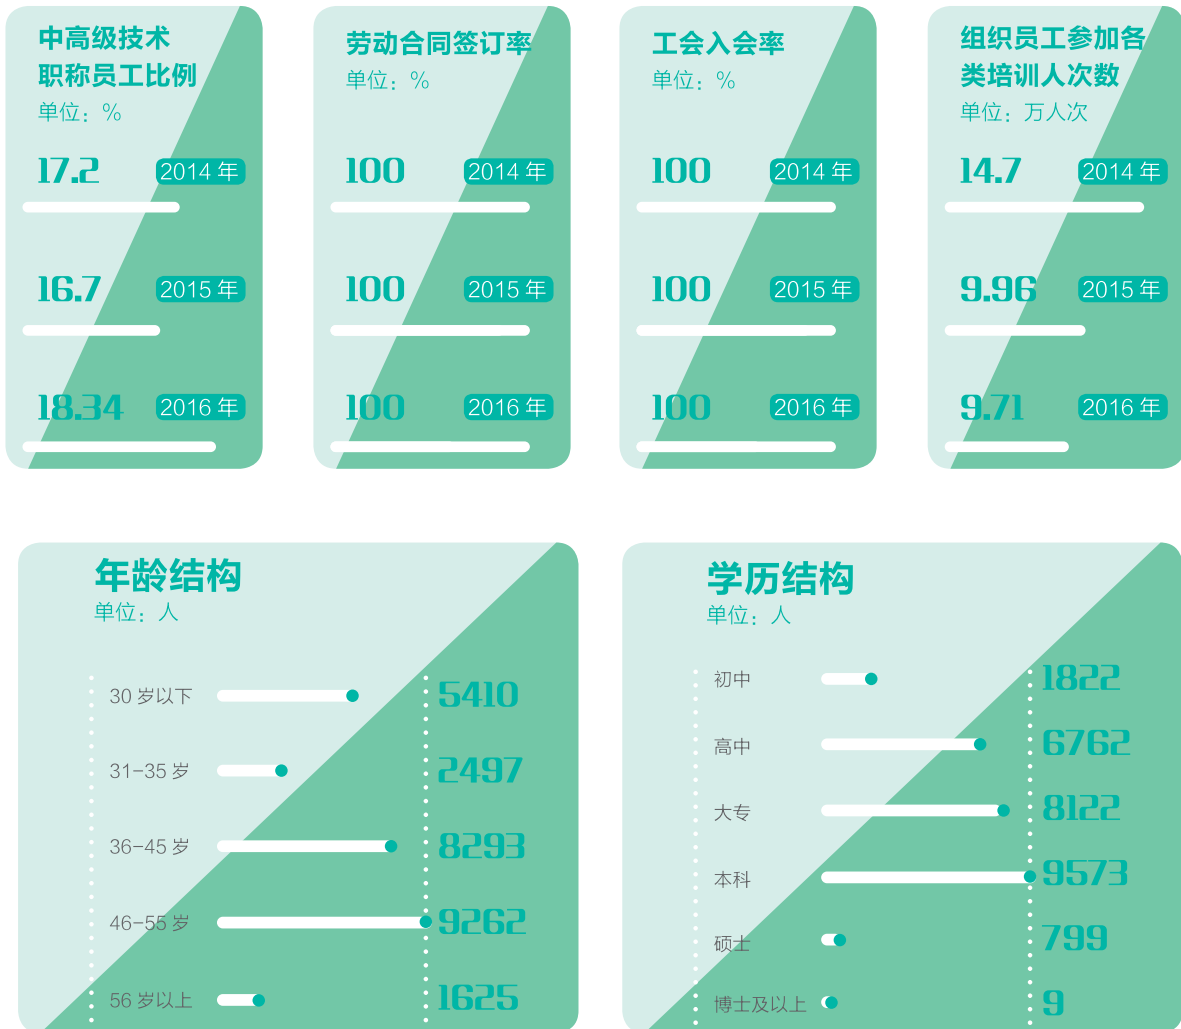 中高级技术
职称员工比例
单位：%
17.2 2014 年
16.7 2015 年
18.34 2016 年
劳动合同签订率
单位：%
100 2014 年
100 2015 年
100 2016 年
工会入会率
单位：%
100 2014 年
100 2015 年
100 2016 年
组织员工参加各
类培训人次数
单位：万人次
14.7 2014 年
9.96 2015 年
9.71 2016 年
年龄结构
单位：人
30 岁以下 5410
31-35 岁 2497
36-45 岁 8293
46-55 岁 9262
56 岁以上 1625
学历结构
单位：人
初中 1822
高中 6762
大专 8122
本科 9573
硕士 799
博士及以上 9